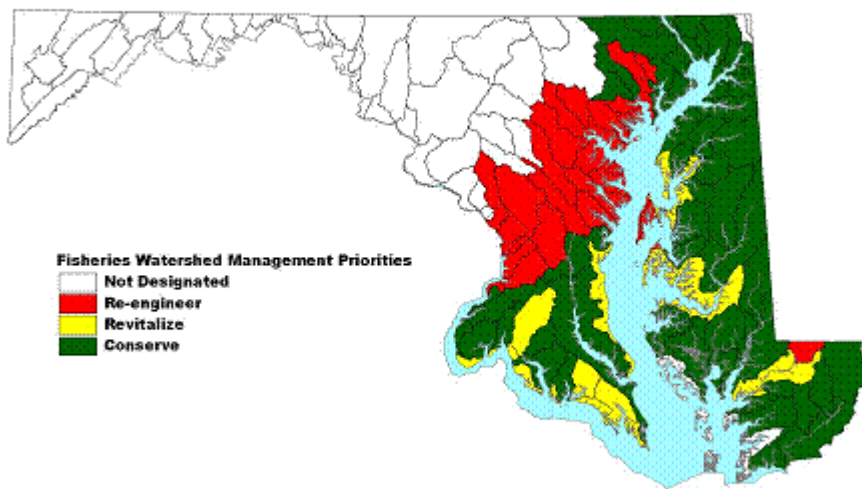 Fisheries Watershed Management Priorities
Not Designated
Re-engineer
Revitalize
Conserve